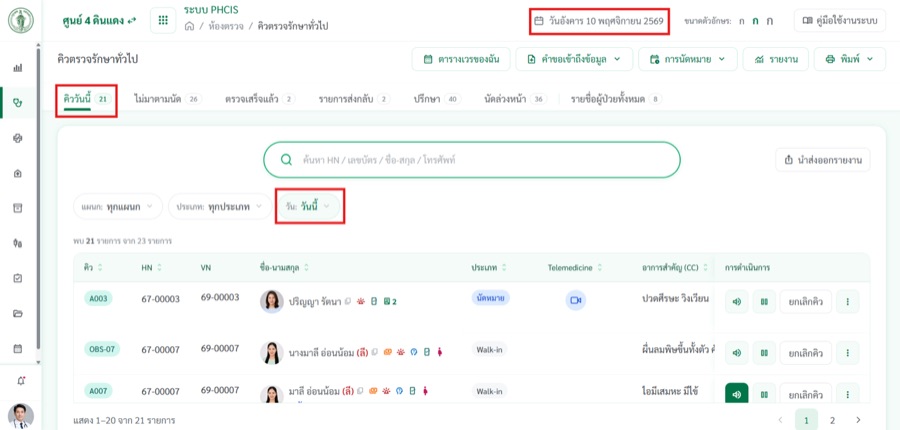 ศูนย์ 4 ดินแดง
ระบบ PHCIS
ห้องตรวจ / คิวตรวจรักษาทั่วไป
วันอังคาร 10 พฤศจิกายน 2569
ขนาดตัวอักษร: ก ก ก
คู่มือใช้งานระบบ
คิวตรวจรักษาทั่วไป
ตารางเวรของฉัน
คำขอเข้าถึงข้อมูล
การนัดหมาย
รายงาน
พิมพ์
คิววันนี้ 21
ไม่มาตามนัด 26
ตรวจเสร็จแล้ว 2
รายการส่งกลับ 2
ปรึกษา 40
นัดล่วงหน้า 36
รายชื่อผู้ป่วยทั้งหมด 8
ค้นหา HN / เลขบัตร / ชื่อ-สกุล / โทรศัพท์
นำส่งออกรายงาน
แผนก: ทุกแผนก
ประเภท: ทุกประเภท
วัน: วันนี้
พบ 21 รายการ จาก 23 รายการ
คิว HN VN ชื่อ-นามสกุล ประเภท Telemedicine อาการสำคัญ (CC) การดำเนินการ
A003 67-00003 69-00003 ปริญญา รัตนา 2 นัดหมาย ปวดศีรษะ วิงเวียน ยกเลิกคิว
OBS-07 67-00007 69-00007 นางมาลี อ่อนน้อม (ลี) Walk-in ผื่นลมพิษขึ้นทั้งตัว ยกเลิกคิว
A007 67-00007 69-00007 มาลี อ่อนน้อม (ลี) Walk-in ไอมีเสมหะ มีไข้ ยกเลิกคิว
แสดง 1–20 จาก 21 รายการ
1 2